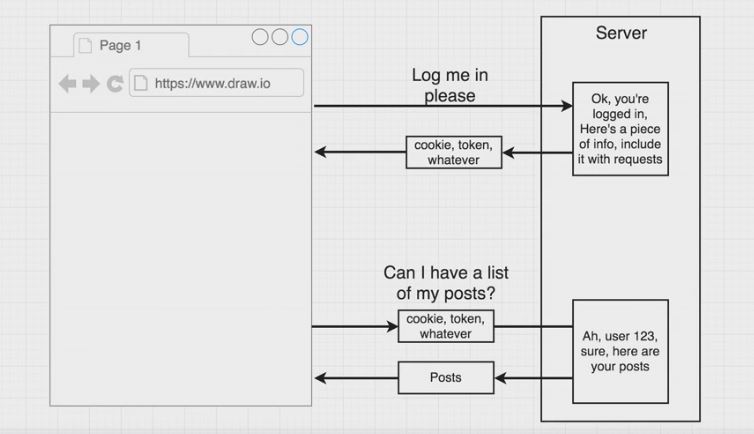 Page 1
https://www.draw.io
Server
Log me in
please
Ok, you're
logged in,
Here's a piece
of info, include
it with requests
cookie, token,
whatever
Can I have a list
of my posts?
cookie, token,
whatever
Ah, user 123,
sure, here are
your posts
Posts